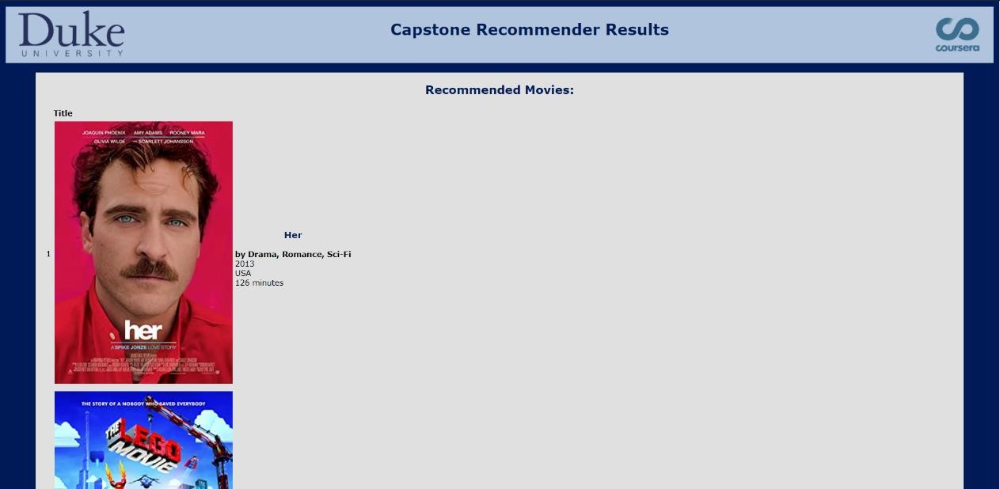 Duke
UNIVERSITY
Capstone Recommender Results
coursera
Recommended Movies:
Title
JOAQUIN PHOENIX AMY ADAMS ROONEY MARA
OLIVIA WILDE AND SCARLETT JOHANSSON
her
A SPIKE JONZE LOVE STORY
1
Her
by Drama, Romance, Sci-Fi
2013
USA
126 minutes
THE STORY OF A NOBODY WHO SAVED EVERYBODY
THE
LEGO
MOVIE